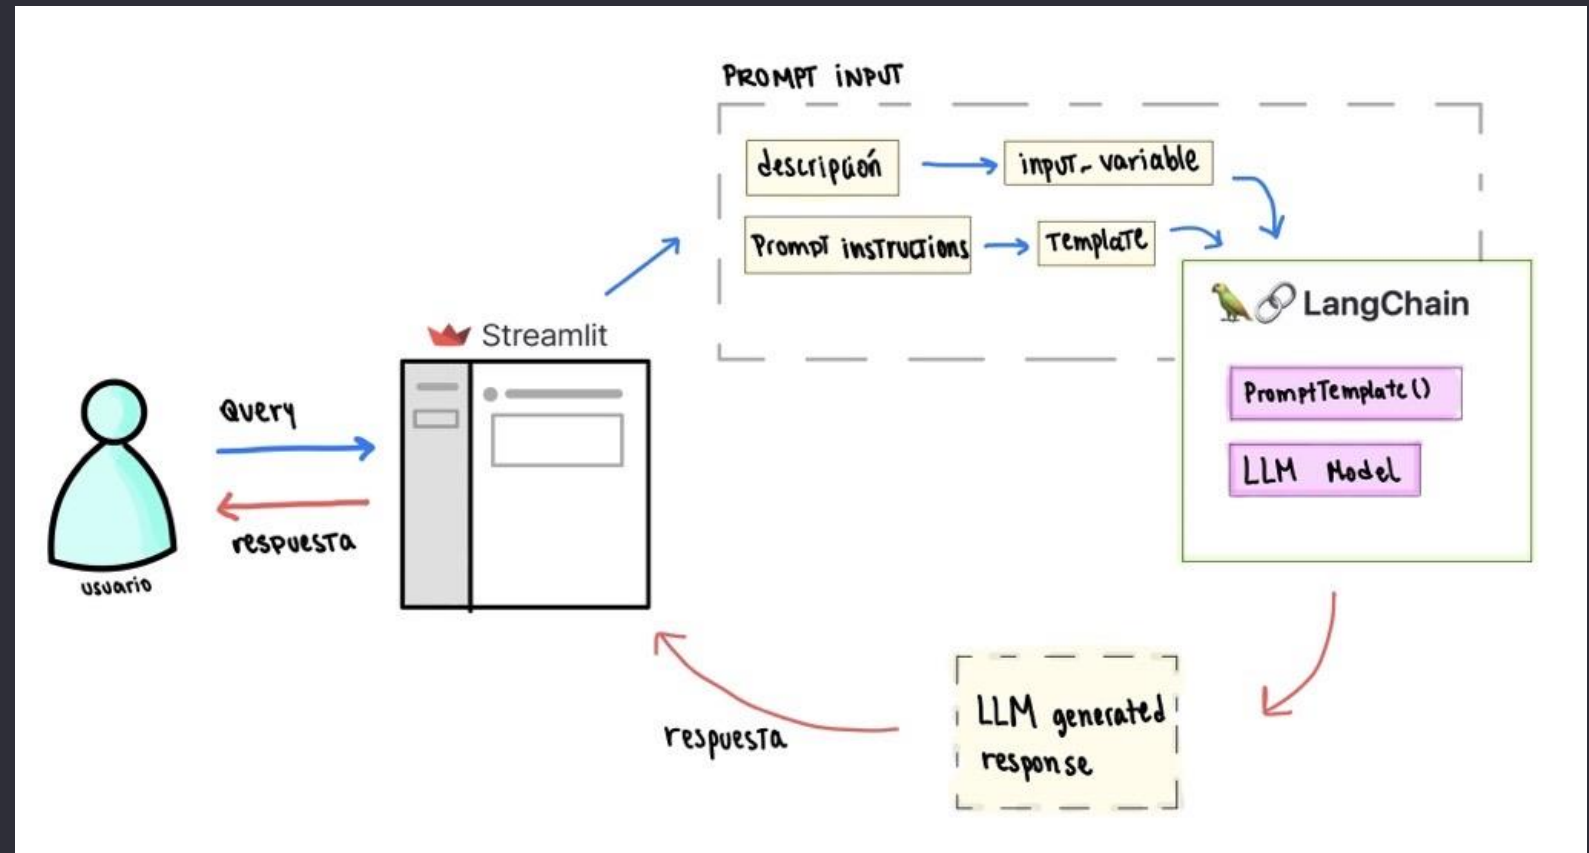 PROMPT INPUT
descripción
input_variable
Prompt instructions
Template
Streamlit
LangChain
PromptTemplate()
LLM Model
Query
respuesta
usuario
LLM generated
response
respuesta